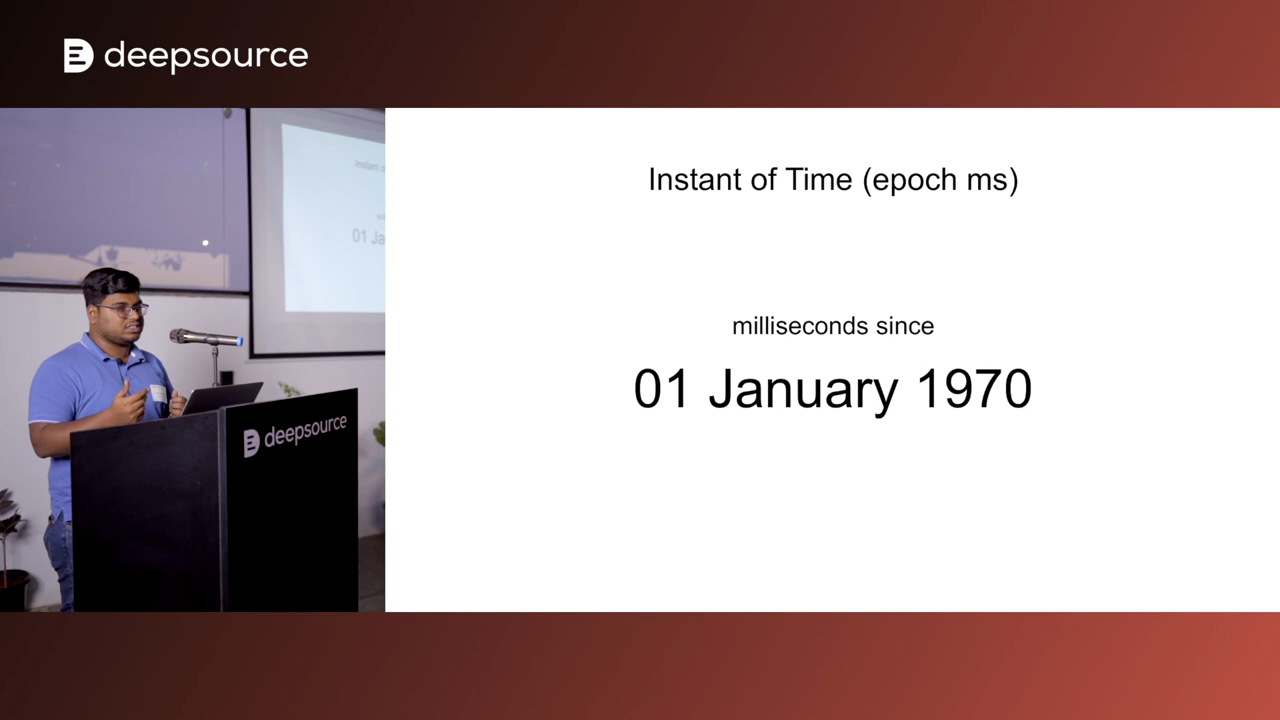 deepsource
Instant of Time (epoch ms)
milliseconds since
01 January 1970
01 Ja
deepsource